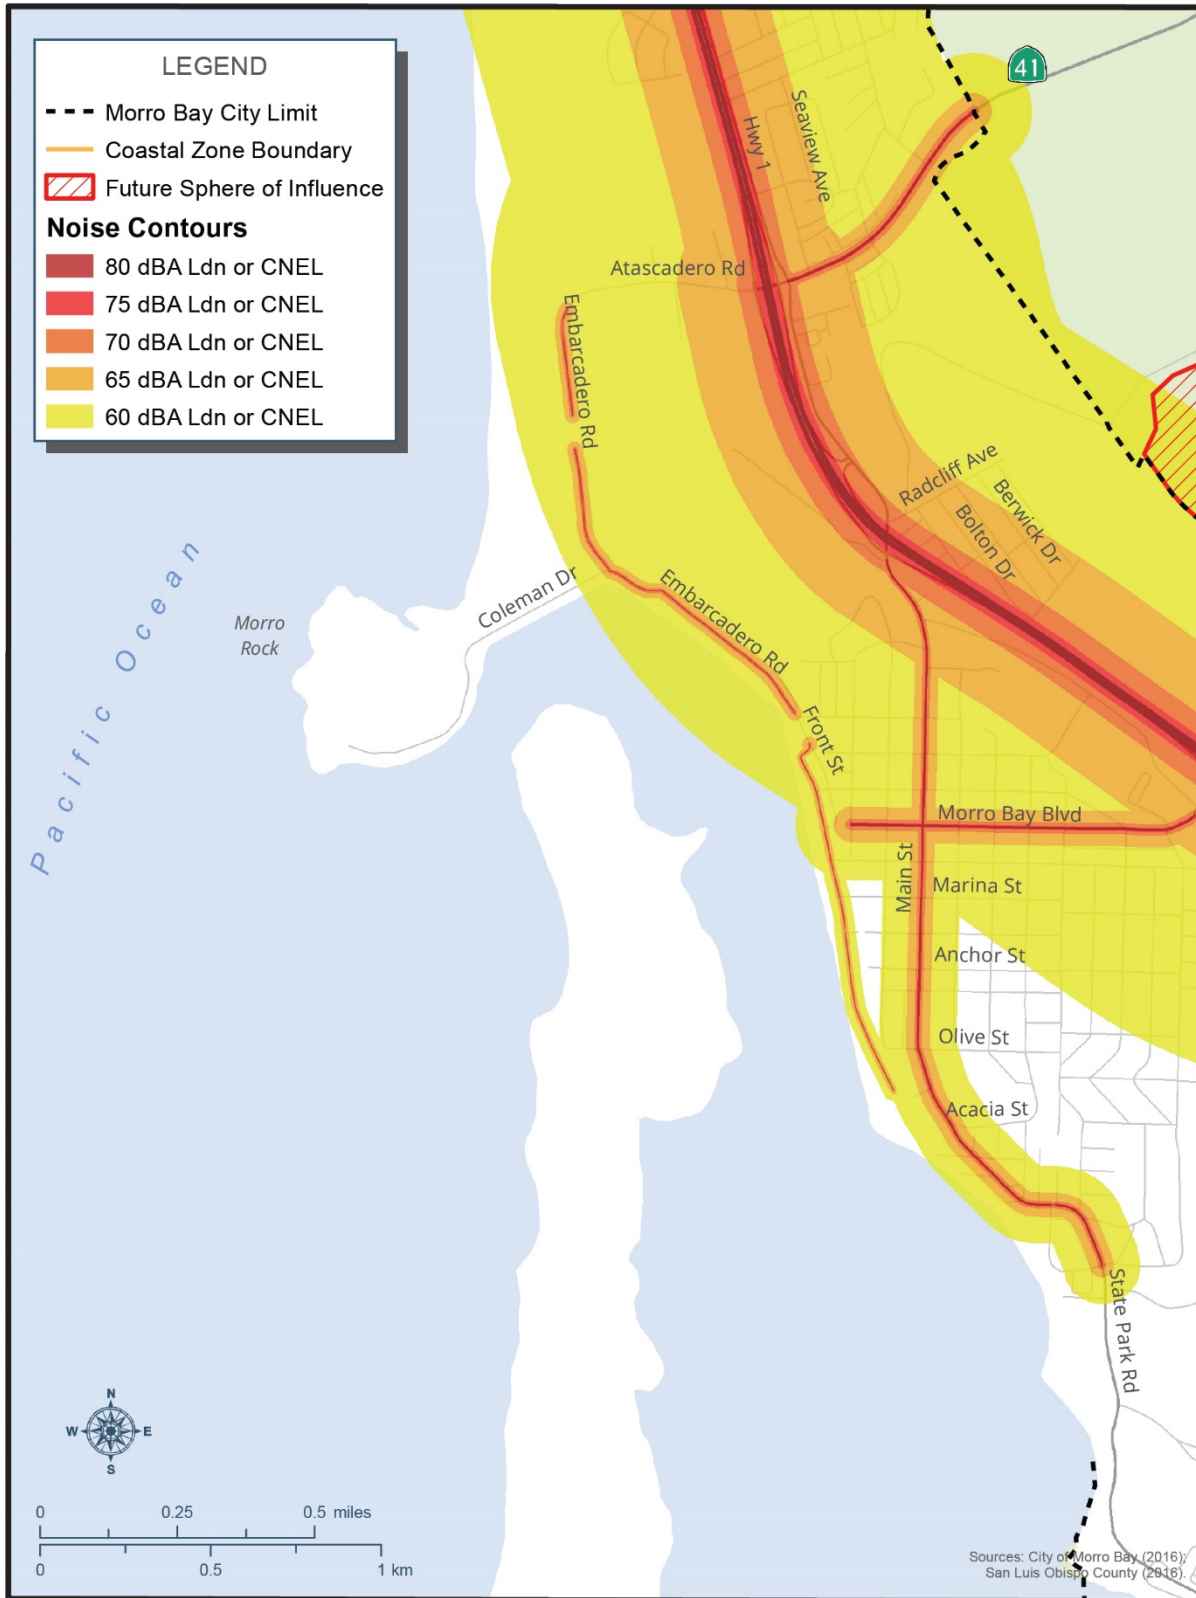 LEGEND
Morro Bay City Limit
Coastal Zone Boundary
Future Sphere of Influence
Noise Contours
80 dBA Ldn or CNEL
75 dBA Ldn or CNEL
70 dBA Ldn or CNEL
65 dBA Ldn or CNEL
60 dBA Ldn or CNEL
41
Seaview Ave
Hwy 1
Atascadero Rd
Embarcadero Rd
Radcliff Ave
Berwick Dr
Bolton Dr
Pacific Ocean
Morro
Rock
Coleman Dr
Embarcadero Rd
Front St
Morro Bay Blvd
Main St
Marina St
Anchor St
Olive St
Acacia St
State Park Rd
N
W E
S
0 0.25 0.5 miles
0 0.5 1 km
Sources: City of Morro Bay (2016);
San Luis Obispo County (2016).